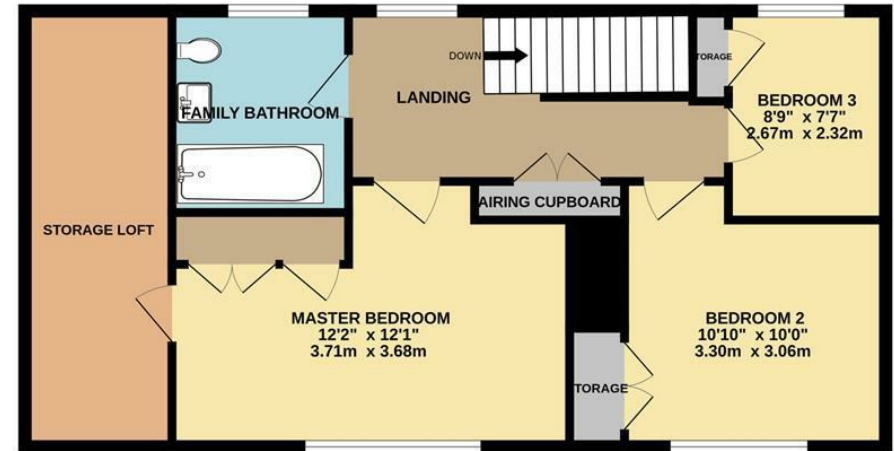 DOWN
TORAGE
LANDING
BEDROOM 3
8'9" x 7'7"
2.67m x 2.32m
FAMILY BATHROOM
AIRING CUPBOARD
STORAGE LOFT
MASTER BEDROOM
12'2" x 12'1"
3.71m x 3.68m
BEDROOM 2
10'10" x 10'0"
3.30m x 3.06m
TORAGE